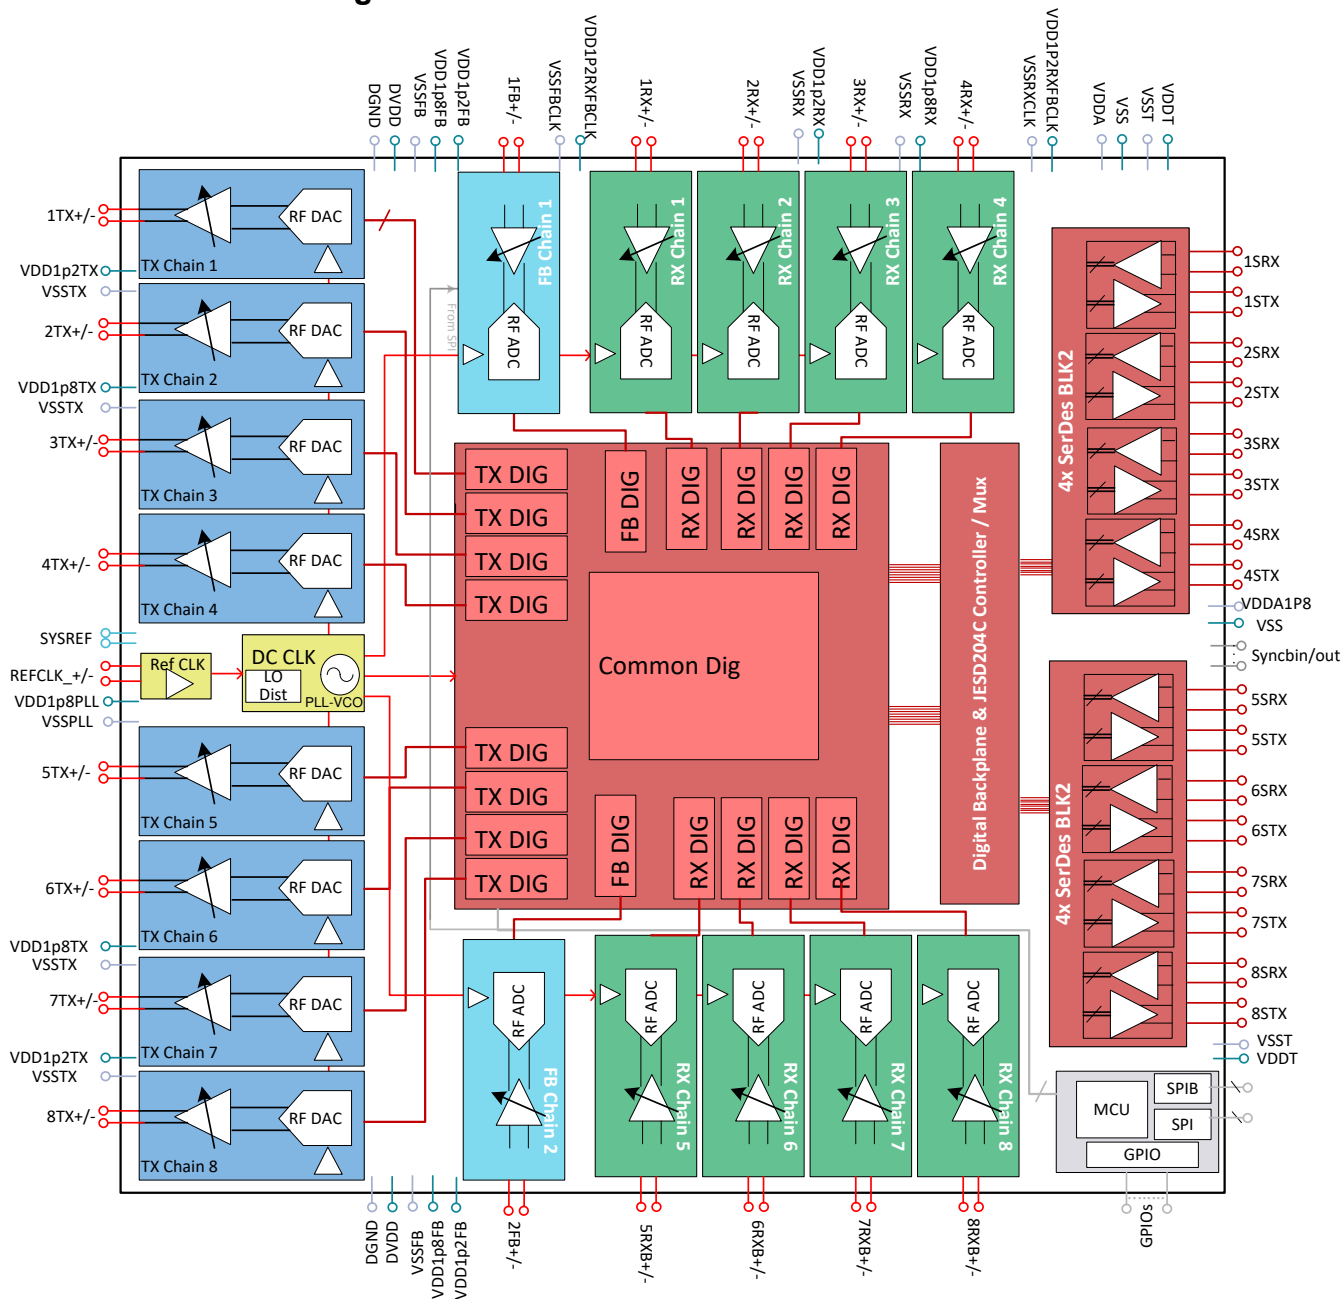 DGND
DVDD
VSSFB
VDD1p8FB
VDD1p2FB
1FB+/-
VSSFBCLK
VDD1P2RXFBCLK
1RX+/-
2RX+/-
VSSRX
VDD1p2RX
3RX+/-
VSSRX
VDD1p8RX
4RX+/-
VSSRXCLK
VDD1P2RXFBCLK
VDDA
VSS
VSST
VDDT
1TX+/-
VDD1p2TX
VSSTX
2TX+/-
VDD1p8TX
VSSTX
3TX+/-
4TX+/-
SYSREF
REFCLK_+/-
VDD1p8PLL
VSSPLL
5TX+/-
6TX+/-
VDD1p8TX
VSSTX
7TX+/-
VDD1p2TX
VSSTX
8TX+/-
RF DAC
TX Chain 1
RF DAC
TX Chain 2
RF DAC
TX Chain 3
RF DAC
TX Chain 4
Ref CLK
DC CLK
LO
Dist
PLL-VCO
RF DAC
TX Chain 5
RF DAC
TX Chain 6
RF DAC
TX Chain 7
RF DAC
TX Chain 8
From SPI
FB Chain 1
RF ADC
RX Chain 1
RF ADC
RX Chain 2
RF ADC
RX Chain 3
RF ADC
RX Chain 4
RF ADC
TX DIG
TX DIG
TX DIG
TX DIG
FB DIG
RX DIG
RX DIG
RX DIG
RX DIG
Common Dig
TX DIG
TX DIG
TX DIG
TX DIG
FB DIG
RX DIG
RX DIG
RX DIG
RX DIG
RF ADC
FB Chain 2
RF ADC
RX Chain 5
RF ADC
RX Chain 6
RF ADC
RX Chain 7
RF ADC
RX Chain 8
Digital Backplane & JESD204C Controller / Mux
4x SerDes BLK2
4x SerDes BLK2
1SRX
1STX
2SRX
2STX
3SRX
3STX
4SRX
4STX
VDDA1P8
VSS
Syncbin/out
5SRX
5STX
6SRX
6STX
7SRX
7STX
8SRX
8STX
VSST
VDDT
MCU
SPIB
SPI
GPIO
GPIOS
DGND
DVDD
VSSFB
VDD1p8FB
VDD1p2FB
2FB+/-
5RXB+/-
6RXB+/-
7RXB+/-
8RXB+/-